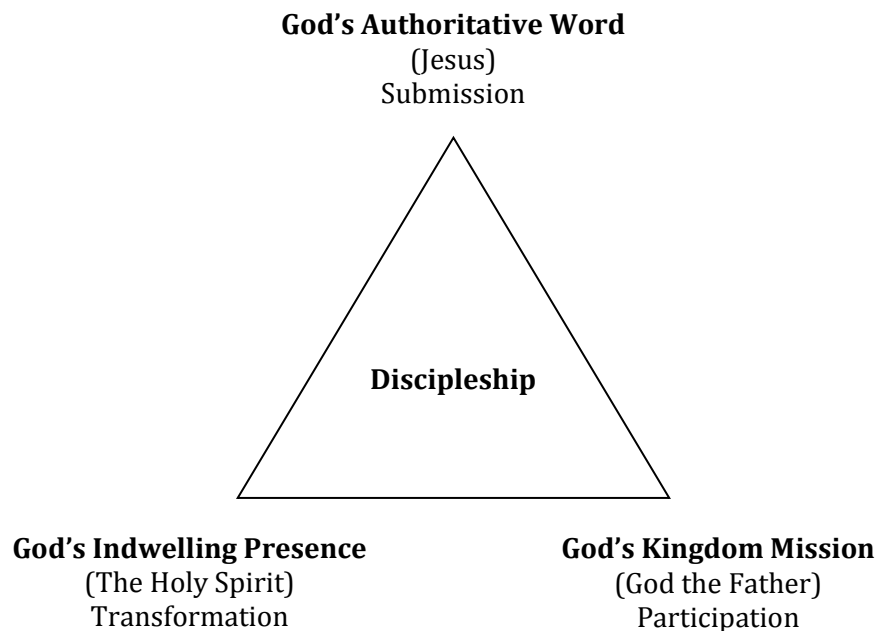 God’s Authoritative Word
(Jesus)
Submission
Discipleship
God’s Indwelling Presence
(The Holy Spirit)
Transformation
God’s Kingdom Mission
(God the Father)
Participation